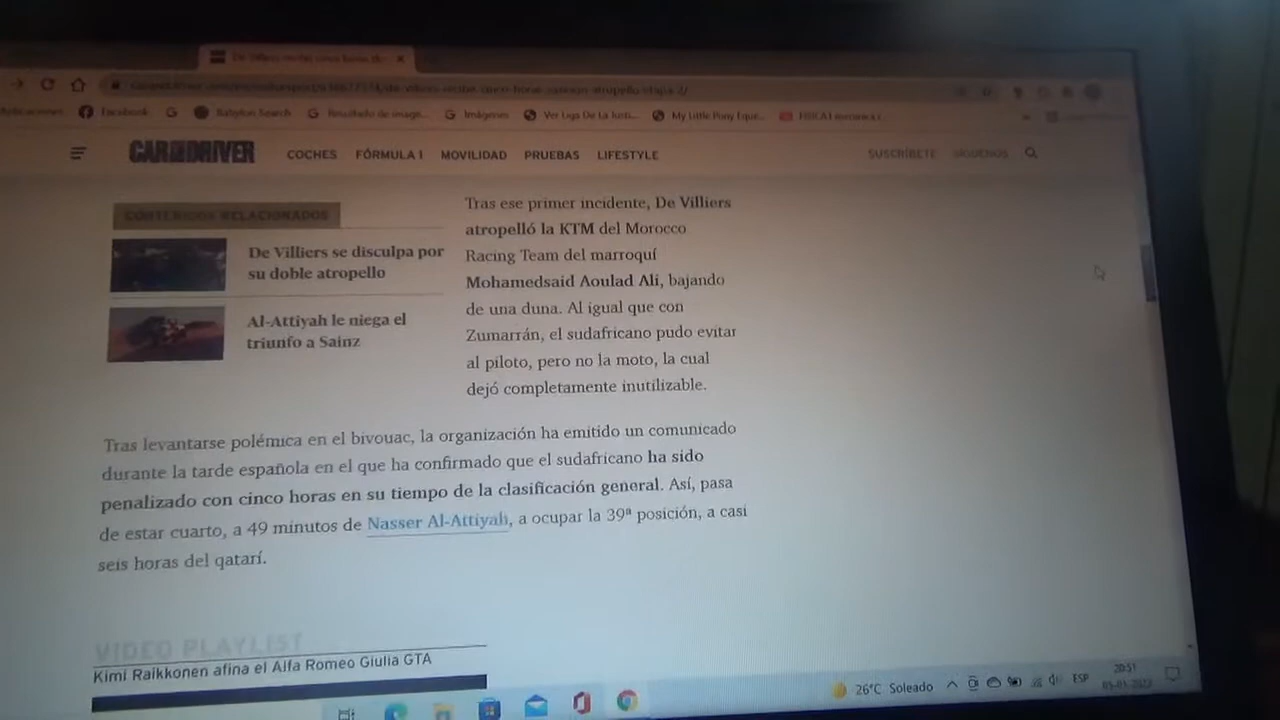 Facebook
G
Babylon Search
G
Resultado de imag...
G
Imágenes
Ver Liga De La Justi...
My Little Pony Eque...
CAR DRIVER
COCHES
FÓRMULA 1
MOVILIDAD
PRUEBAS
LIFESTYLE
SUSCRÍBETE
SÍGUENOS
CONTENIDOS RELACIONADOS
De Villiers se disculpa por
su doble atropello
Al-Attiyah le niega el
triunfo a Sainz
Tras ese primer incidente, De Villiers
atropelló la KTM del Morocco
Racing Team del marroquí
Mohamedsaid Aoulad Ali, bajando
de una duna. Al igual que con
Zumarrán, el sudafricano pudo evitar
al piloto, pero no la moto, la cual
dejó completamente inutilizable.
Tras levantarse polémica en el bivouac, la organización ha emitido un comunicado
durante la tarde española en el que ha confirmado que el sudafricano ha sido
penalizado con cinco horas en su tiempo de la clasificación general. Así, pasa
de estar cuarto, a 49 minutos de Nasser Al-Attiyah, a ocupar la 39ª posición, a casi
seis horas del qatarí.
VIDEO PLAYLIST
Kimi Raikkonen afina el Alfa Romeo Giulia GTA
26°C Soleado
ESP
20:51